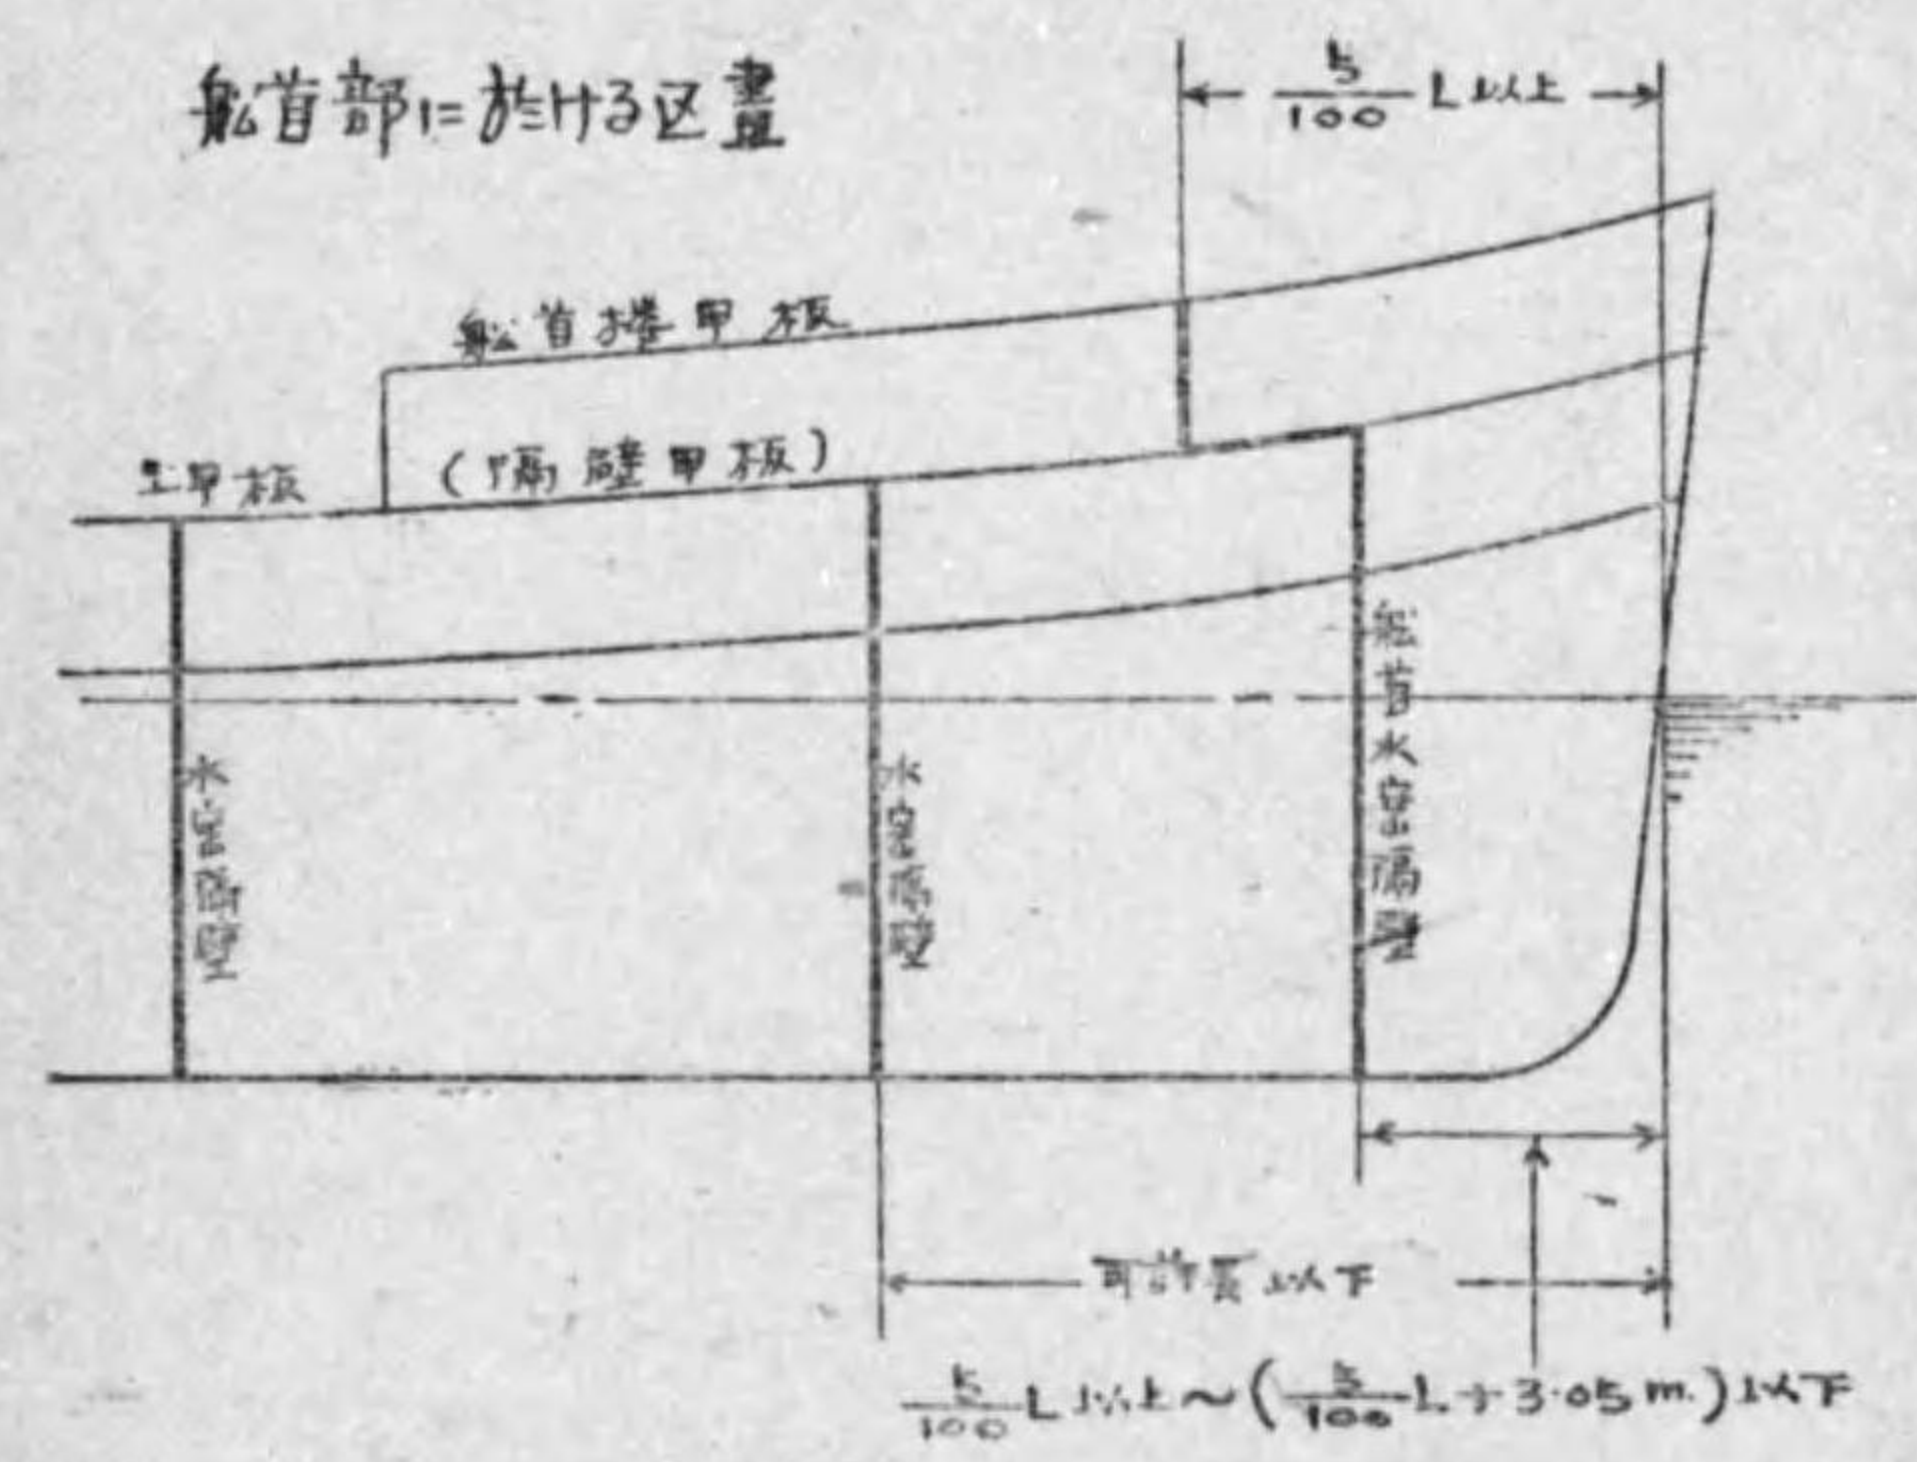 船首部に於ける区畫
5/100 L以上
船首楼甲板
上甲板
(隔壁甲板)
水密隔壁
水密隔壁
船首水密隔壁
可許長以下
5/100 L以上~(5/100 L+3.05m.)以下